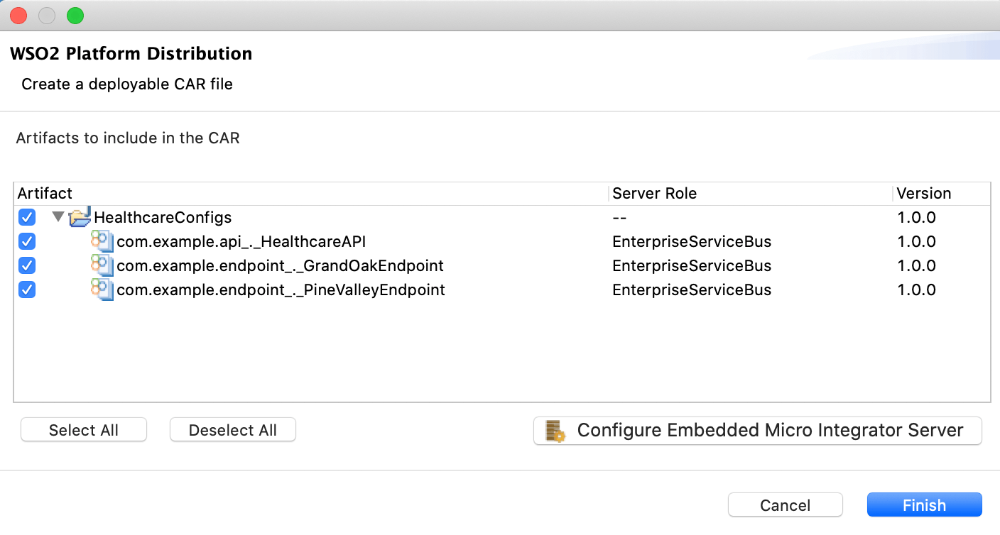 WSO2 Platform Distribution
Create a deployable CAR file
Artifacts to include in the CAR
Artifact Server Role Version
HealthcareConfigs -- 1.0.0
com.example.api_._HealthcareAPI EnterpriseServiceBus 1.0.0
com.example.endpoint_._GrandOakEndpoint EnterpriseServiceBus 1.0.0
com.example.endpoint_._PineValleyEndpoint EnterpriseServiceBus 1.0.0
Select All Deselect All Configure Embedded Micro Integrator Server
Cancel Finish